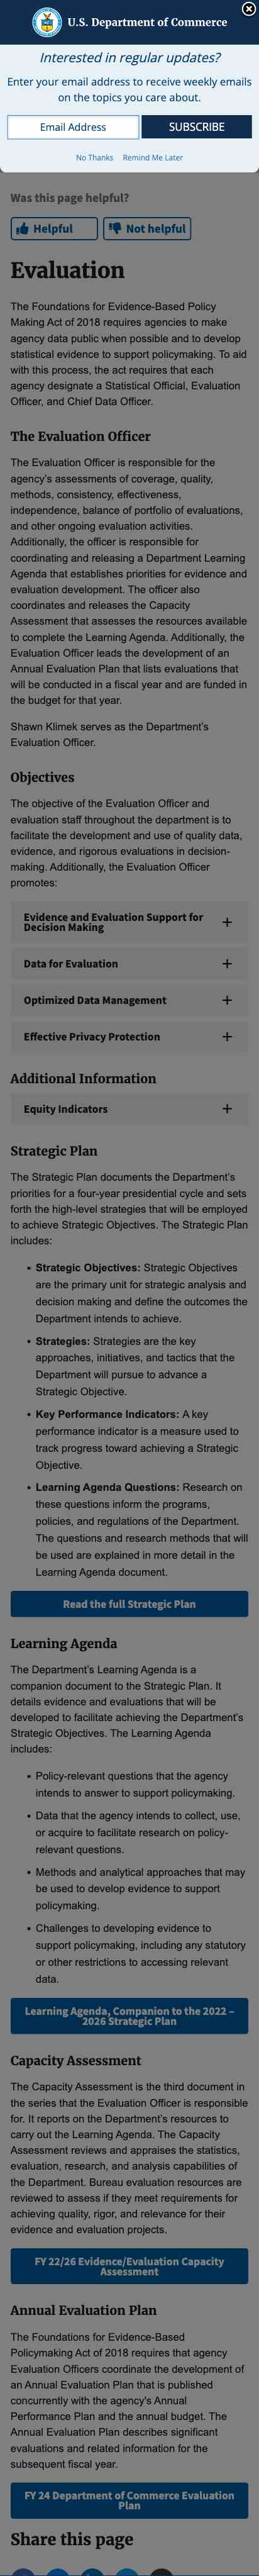 U.S. Department of Commerce
Interested in regular updates?
Enter your email address to receive weekly emails
on the topics you care about.
Email Address
SUBSCRIBE
No Thanks Remind Me Later
Was this page helpful?
Helpful
Not helpful
Evaluation
The Foundations for Evidence-Based Policy
Making Act of 2018 requires agencies to make
agency data public when possible and to develop
statistical evidence to support policymaking. To aid
with this process, the act requires that each
agency designate a Statistical Official, Evaluation
Officer, and Chief Data Officer.
The Evaluation Officer
The Evaluation Officer is responsible for the
agency's assessments of coverage, quality,
methods, consistency, effectiveness,
independence, balance of portfolio of evaluations,
and other ongoing evaluation activities.
Additionally, the officer is responsible for
coordinating and releasing a Department Learning
Agenda that establishes priorities for evidence and
evaluation development. The officer also
coordinates and releases the Capacity
Assessment that assesses the resources available
to complete the Learning Agenda. Additionally, the
Evaluation Officer leads the development of an
Annual Evaluation Plan that lists evaluations that
will be conducted in a fiscal year and are funded in
the budget for that year.
Shawn Klimek serves as the Department's
Evaluation Officer.
Objectives
The objective of the Evaluation Officer and
evaluation staff throughout the department is to
facilitate the development and use of quality data,
evidence, and rigorous evaluations in decision-
making. Additionally, the Evaluation Officer
promotes:
Evidence and Evaluation Support for
Decision Making
+
Data for Evaluation +
Optimized Data Management +
Effective Privacy Protection +
Additional Information
Equity Indicators +
Strategic Plan
The Strategic Plan documents the Department's
priorities for a four-year presidential cycle and sets
forth the high-level strategies that will be employed
to achieve Strategic Objectives. The Strategic Plan
includes:
• Strategic Objectives: Strategic Objectives
are the primary unit for strategic analysis and
decision making and define the outcomes the
Department intends to achieve.
• Strategies: Strategies are the key
approaches, initiatives, and tactics that the
Department will pursue to advance a
Strategic Objective.
• Key Performance Indicators: A key
performance indicator is a measure used to
track progress toward achieving a Strategic
Objective.
• Learning Agenda Questions: Research on
these questions inform the programs,
policies, and regulations of the Department.
The questions and research methods that will
be used are explained in more detail in the
Learning Agenda document.
Read the full Strategic Plan
Learning Agenda
The Department's Learning Agenda is a
companion document to the Strategic Plan. It
details evidence and evaluations that will be
developed to facilitate achieving the Department's
Strategic Objectives. The Learning Agenda
includes:
• Policy-relevant questions that the agency
intends to answer to support policymaking.
• Data that the agency intends to collect, use,
or acquire to facilitate research on policy-
relevant questions.
• Methods and analytical approaches that may
be used to develop evidence to support
policymaking.
• Challenges to developing evidence to
support policymaking, including any statutory
or other restrictions to accessing relevant
data.
Learning Agenda, Companion to the 2022 –
2026 Strategic Plan
Capacity Assessment
The Capacity Assessment is the third document in
the series that the Evaluation Officer is responsible
for. It reports on the Department's resources to
carry out the Learning Agenda. The Capacity
Assessment reviews and appraises the statistics,
evaluation, research, and analysis capabilities of
the Department. Bureau evaluation resources are
reviewed to assess if they meet requirements for
achieving quality, rigor, and relevance for their
evidence and evaluation projects.
FY 22/26 Evidence/Evaluation Capacity
Assessment
Annual Evaluation Plan
The Foundations for Evidence-Based
Policymaking Act of 2018 requires that agency
Evaluation Officers coordinate the development of
an Annual Evaluation Plan that is published
concurrently with the agency's Annual
Performance Plan and the annual budget. The
Annual Evaluation Plan describes significant
evaluations and related information for the
subsequent fiscal year.
FY 24 Department of Commerce Evaluation
Plan
Share this page